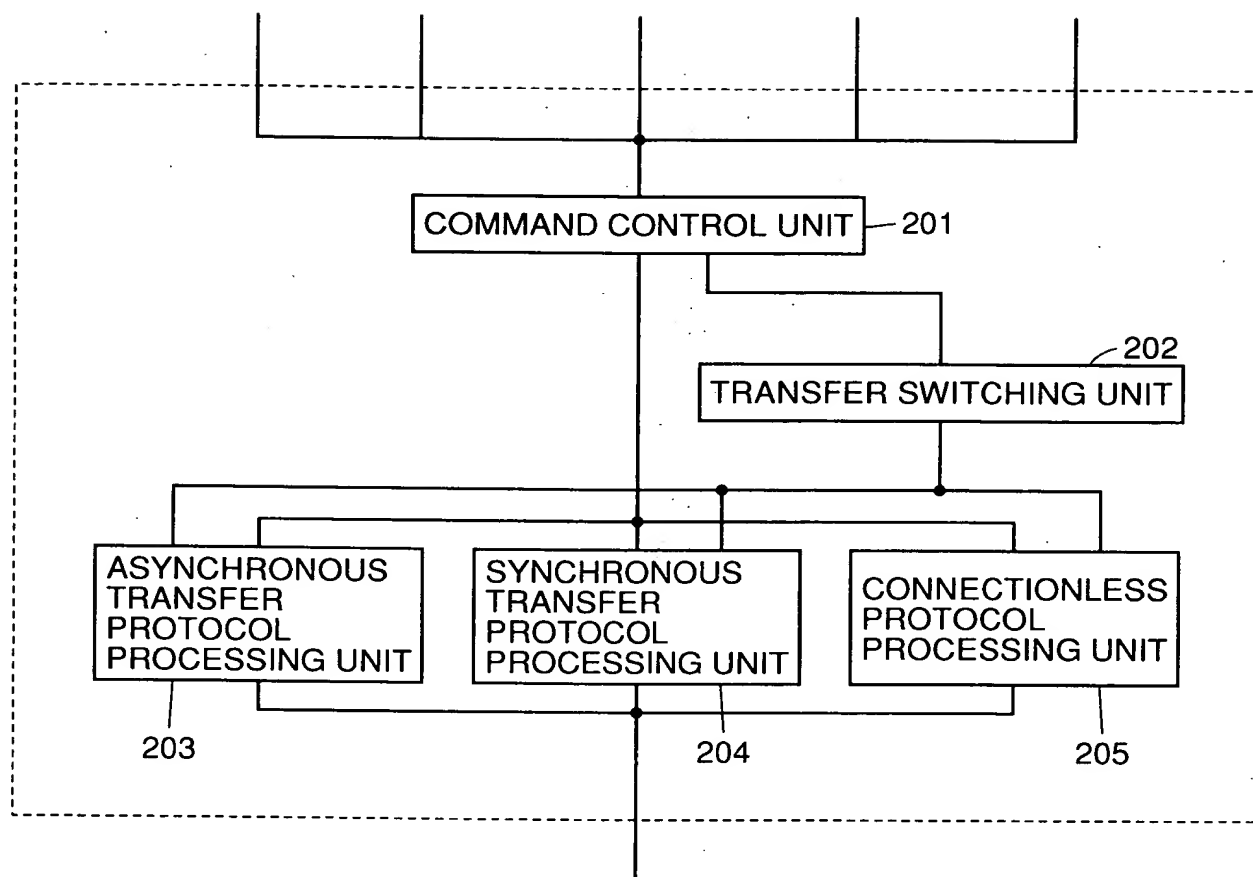 COMMAND CONTROL UNIT
201
202
TRANSFER SWITCHING UNIT
ASYNCHRONOUS
TRANSFER
PROTOCOL
PROCESSING UNIT
SYNCHRONOUS
TRANSFER
PROTOCOL
PROCESSING UNIT
CONNECTIONLESS
PROTOCOL
PROCESSING UNIT
203
204
205